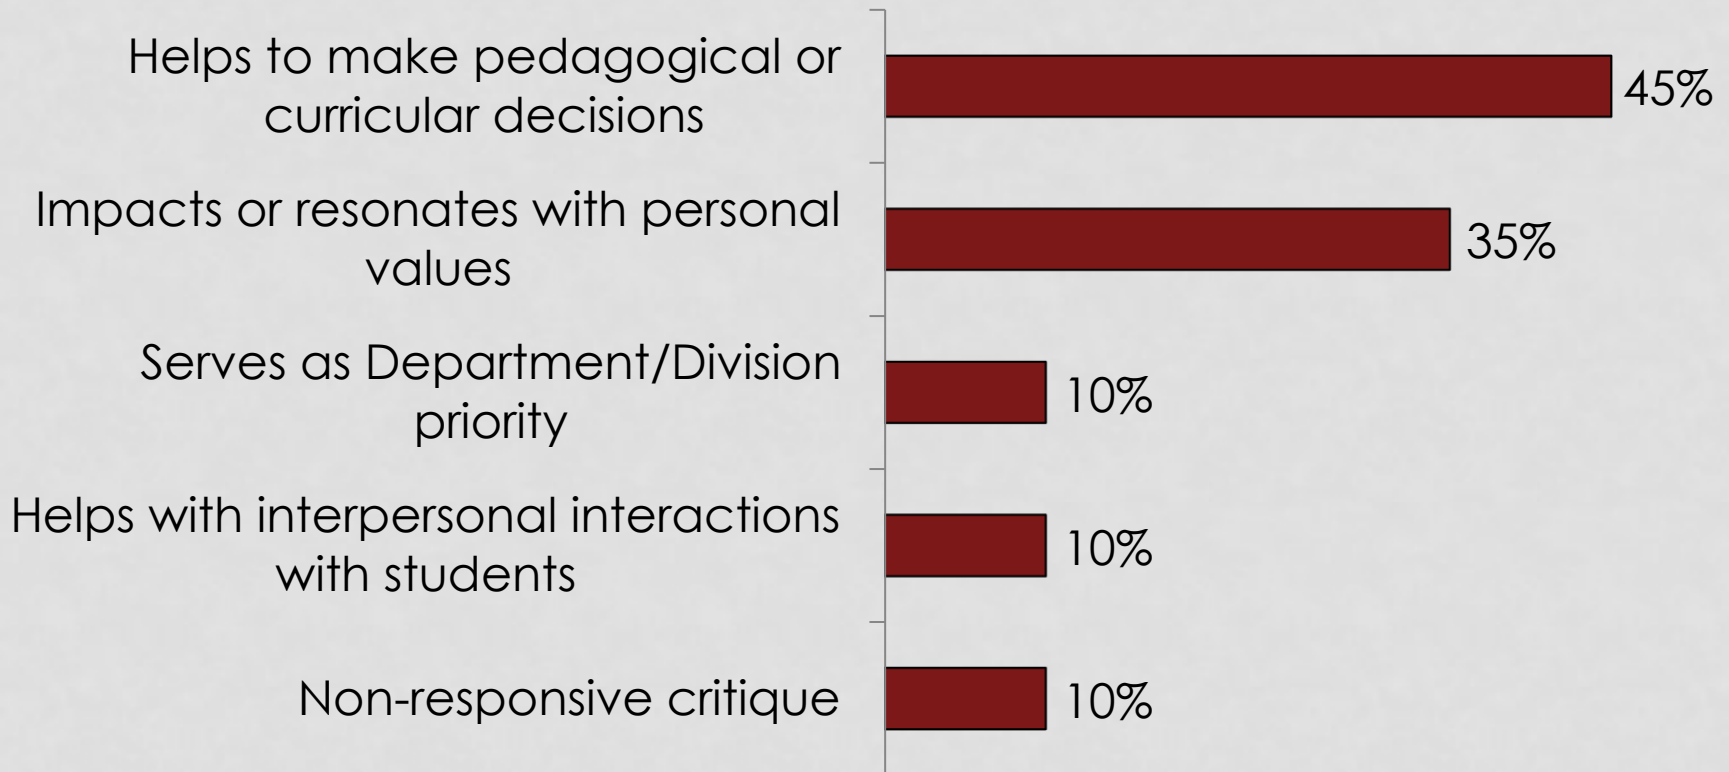 Helps to make pedagogical or
curricular decisions
45%
Impacts or resonates with personal
values
35%
Serves as Department/Division
priority
10%
Helps with interpersonal interactions
with students
10%
Non-responsive critique
10%